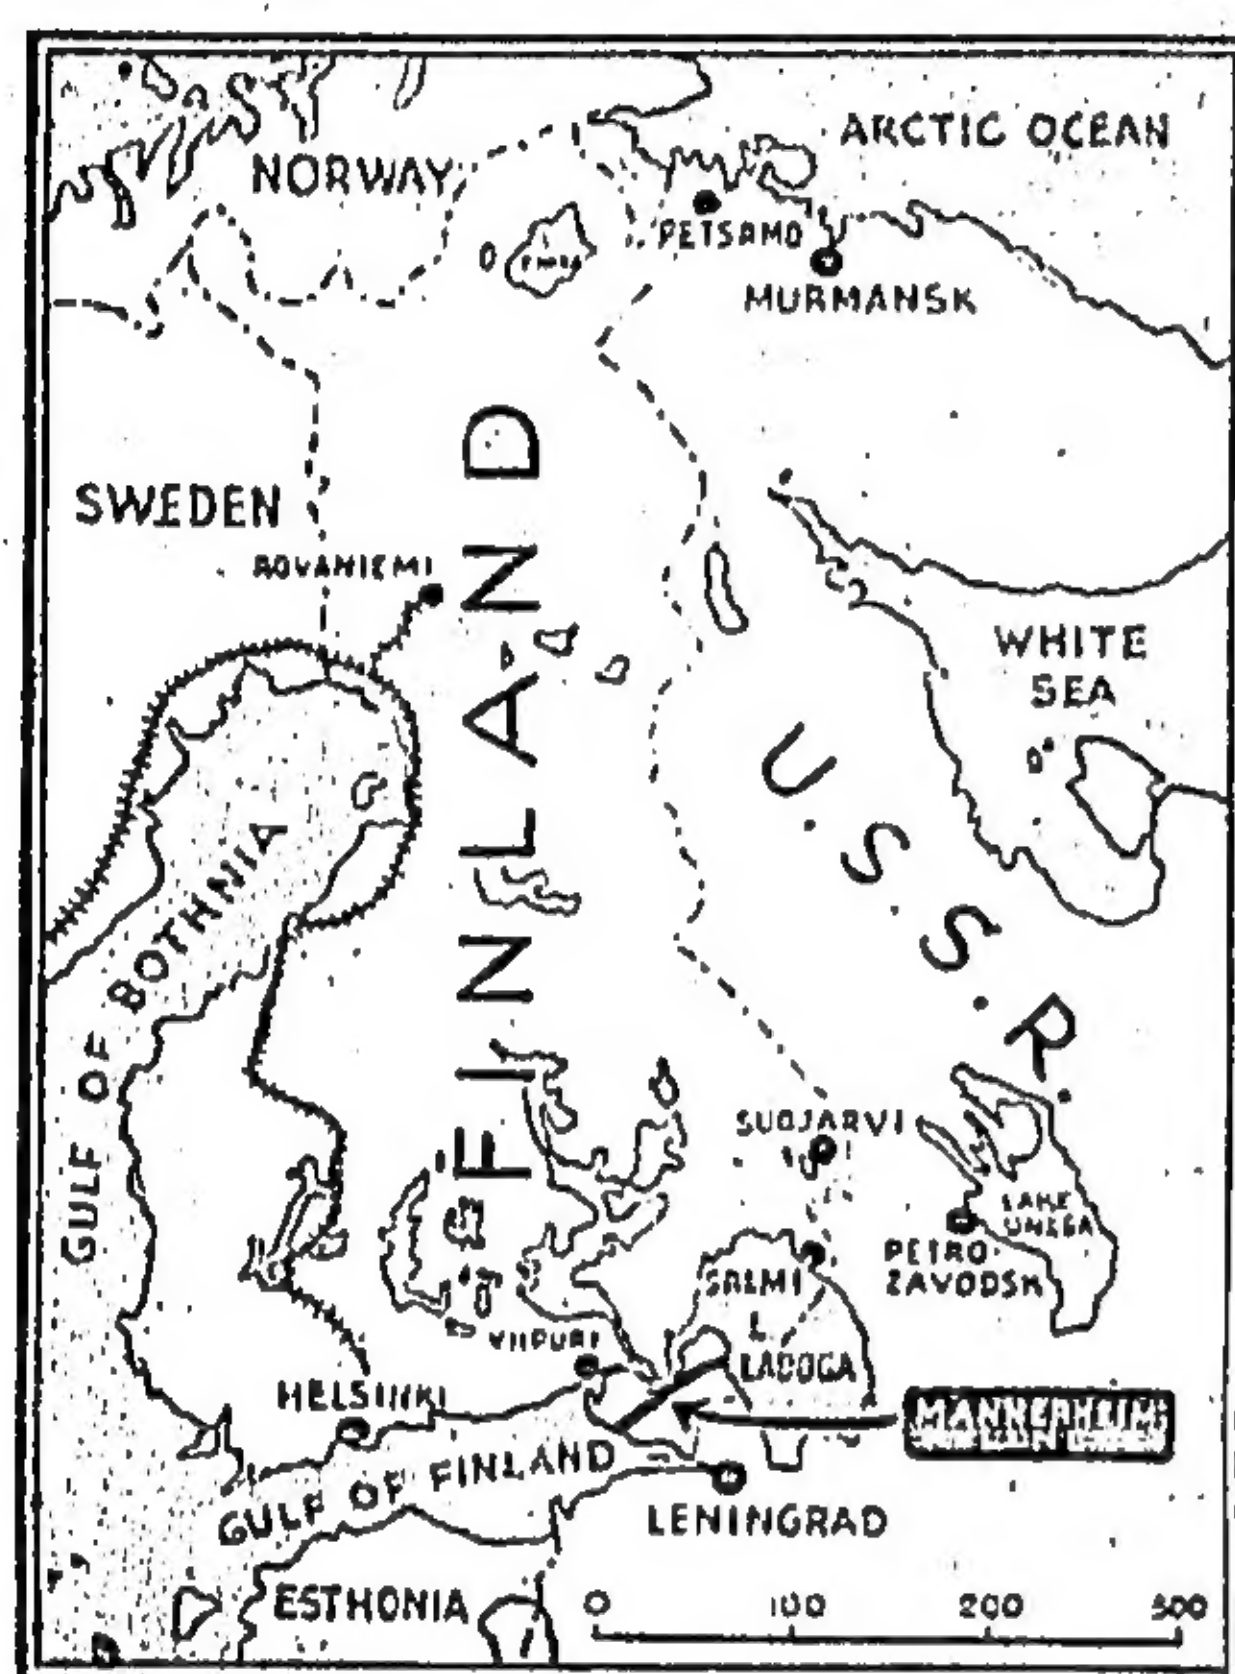 ARCTIC OCEAN
NORWAY
PETSAMO
MURMANSK
SWEDEN
ROVANIEMI
FINLAND
WHITE
SEA
U.S.S.R.
GULF OF BOTHNIA
SUOJARVI
LAKE
ONEGA
PETRO-
ZAVODSK
SALMI
L.
LADOGA
VIIPURI
HELSINKI
MANNERHEIM
GULF OF FINLAND
LENINGRAD
ESTHONIA
0 100 200 300